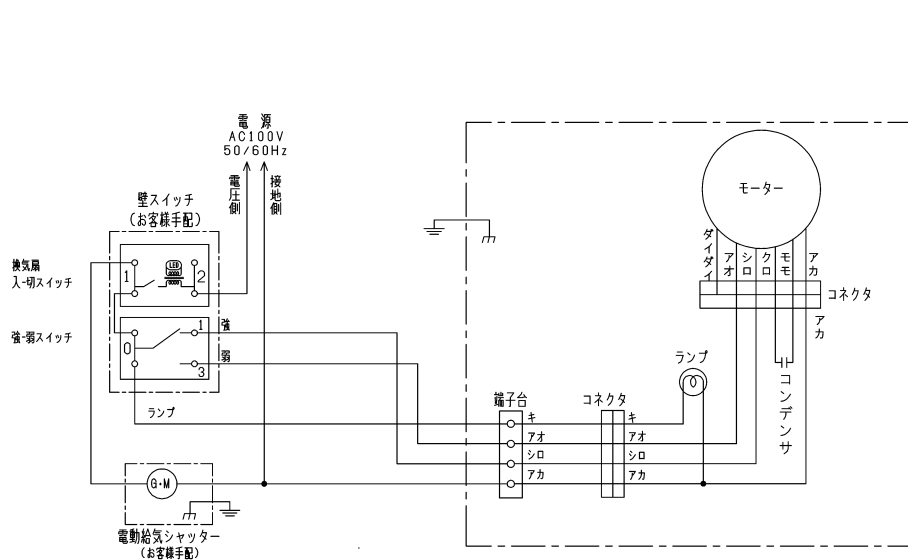 電 源
AC100V
50/60Hz
電圧側
接地側
壁スイッチ
(お客様手配)
換気扇
入-切スイッチ
1
LED
2
強-弱スイッチ
0
1
3
強
弱
ランプ
G・M
電動給気シャッター
(お客様手配)
端子台
キ
アオ
シロ
アカ
コネクタ
キ
アオ
シロ
アカ
ランプ
モーター
ダイダイ
アオ
シロ
クロ
モモ
アカ
コネクタ
アカ
コンデンサ